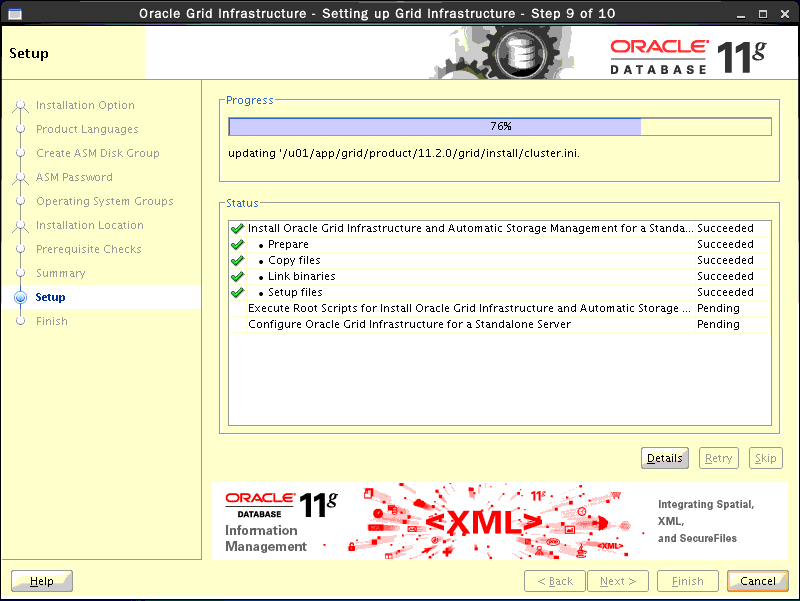 Oracle Grid Infrastructure - Setting up Grid Infrastructure - Step 9 of 10
Setup
ORACLE
DATABASE 11g
Installation Option
Product Languages
Create ASM Disk Group
ASM Password
Operating System Groups
Installation Location
Prerequisite Checks
Summary
Setup
Finish
Progress
76%
updating '/u01/app/grid/product/11.2.0/grid/install/cluster.ini.
Status
Install Oracle Grid Infrastructure and Automatic Storage Management for a Standa... Succeeded
• Prepare Succeeded
• Copy files Succeeded
• Link binaries Succeeded
• Setup files Succeeded
Execute Root Scripts for Install Oracle Grid Infrastructure and Automatic Storage ... Pending
Configure Oracle Grid Infrastructure for a Standalone Server Pending
Details Retry Skip
ORACLE
DATABASE 11g
Information
Management
11g
<XML>
<XML>
Integrating Spatial,
XML,
and SecureFiles
Help < Back Next > Finish Cancel